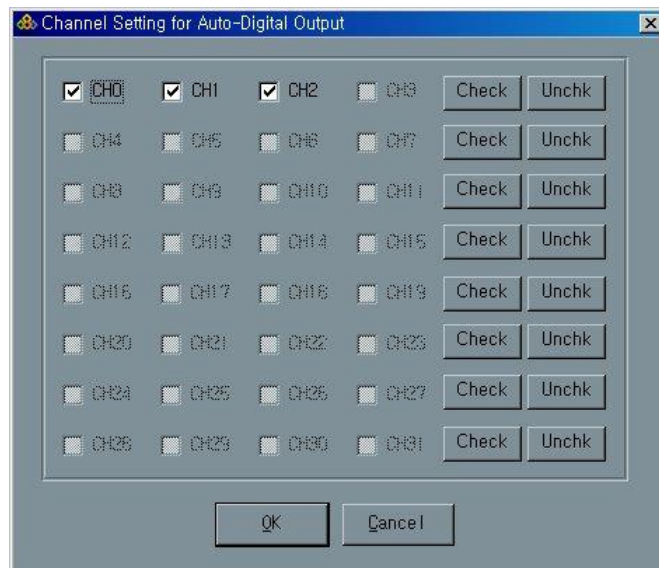 Channel Setting for Auto-Digital Output
CH0 CH1 CH2 CH3 Check Unchk
CH4 CH5 CH6 CH7 Check Unchk
CH8 CH9 CH10 CH11 Check Unchk
CH12 CH13 CH14 CH15 Check Unchk
CH16 CH17 CH18 CH19 Check Unchk
CH20 CH21 CH22 CH23 Check Unchk
CH24 CH25 CH26 CH27 Check Unchk
CH28 CH29 CH30 CH31 Check Unchk
OK Cancel